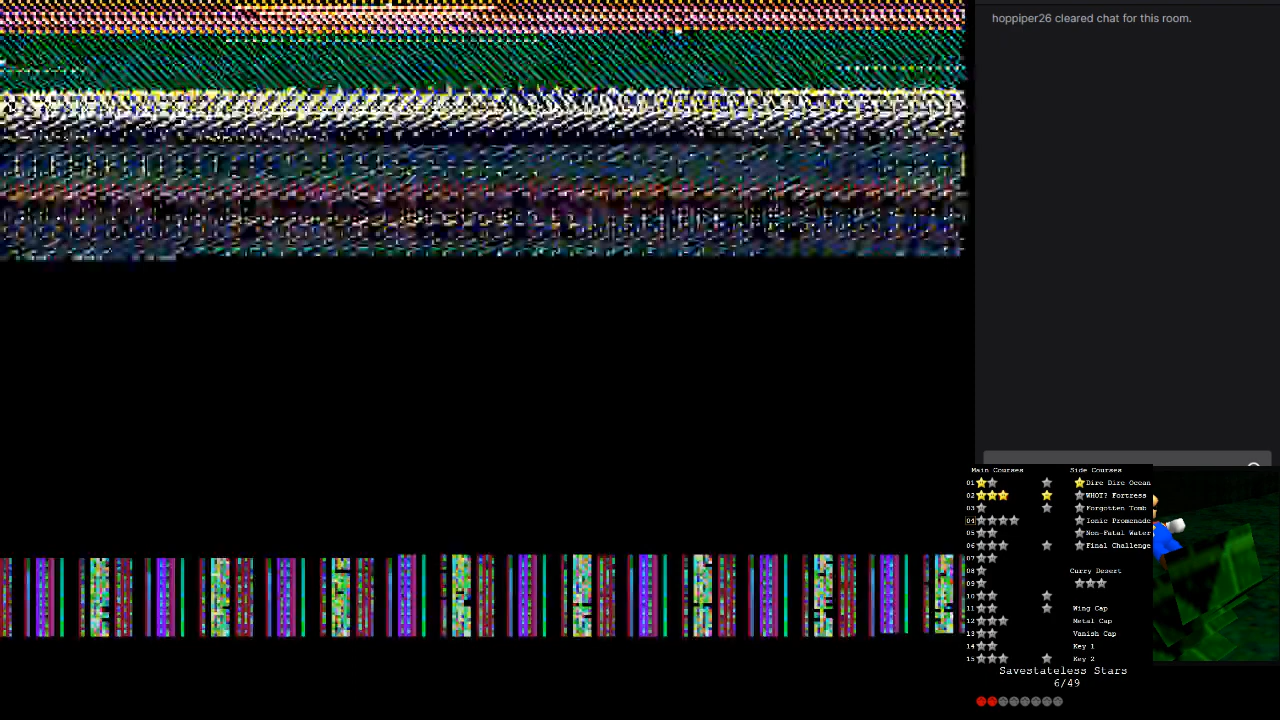 hoppiper26 cleared chat for this room.
Main Courses Side Courses
01 Dire Dire Ocean
02 WHOT? Fortress
03 Forgotten Tomb
04 Ionic Promenade
05 Non-Fatal Water
06 Final Challenge
07
08 Curry Desert
09
10
11 Wing Cap
12 Metal Cap
13 Vanish Cap
14 Key 1
15 Key 2
Savestateless Stars
6/49